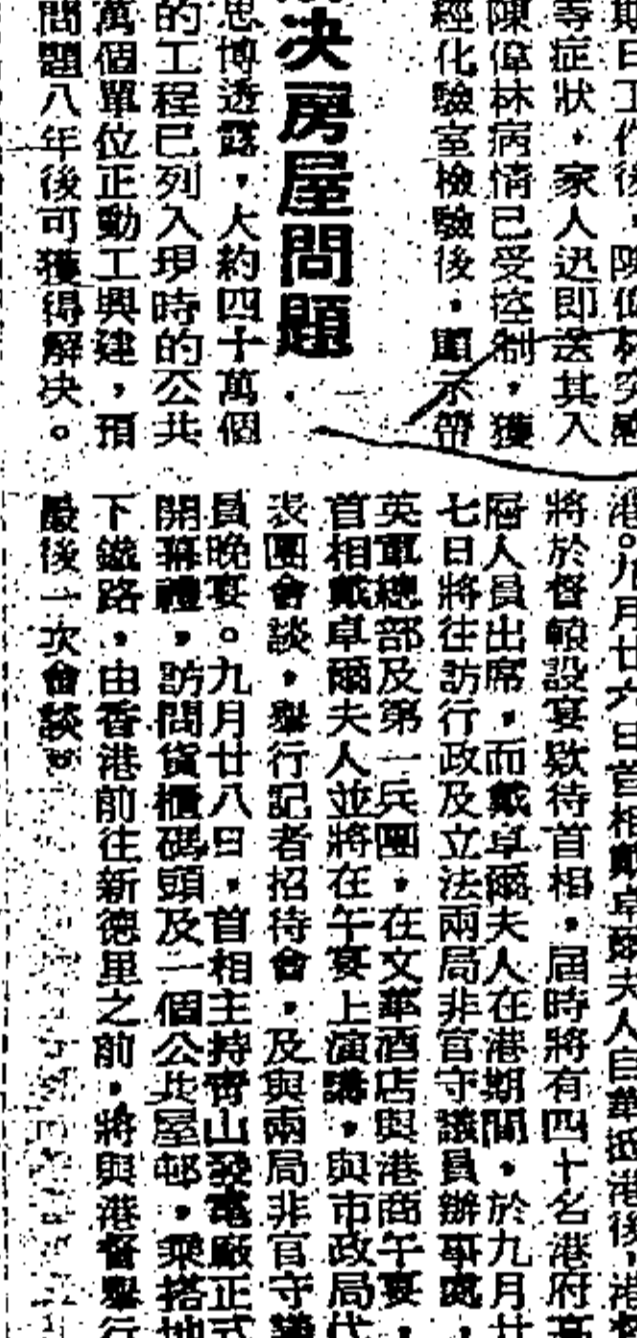 期日工作後，陳偉林突感
等症狀，家人迅即送其入
陳偉林病情已受控制，獲
經化驗室檢驗後，顯示帶
決房屋問題
思博透露，大約四十萬個
的工程已列入現時的公共
萬個單位正動工興建，預
問題八年後可獲得解決。
港。九月廿六日首相戴卓爾夫人自華抵港後，港督
將於督轅設宴欵待首相，屆時將有四十名港府高
層人員出席，而戴卓爾夫人在港期間，於九月廿
七日將往訪行政及立法兩局非官守議員辦事處，
英軍總部及第一兵團，在文華酒店與港商午宴，
首相戴卓爾夫人並將在午宴上演講，與市政局代
表團會談，舉行記者招待會，及與兩局非官守議
員晚宴。九月廿八日，首相主持青山發電廠正式
開幕禮，訪問貨櫃碼頭及一個公共屋邨，乘搭地
下鐵路，由香港前往新德里之前，將與港督舉行
最後一次會談。